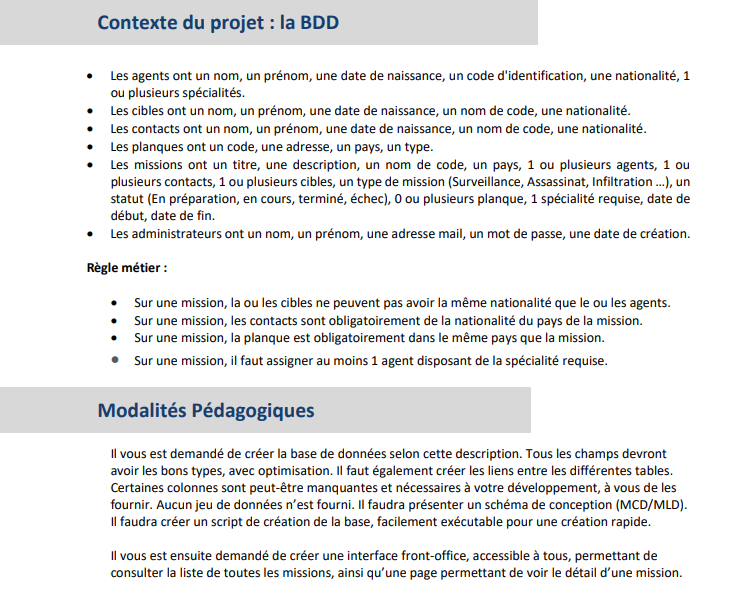 Contexte du projet : la BDD
• Les agents ont un nom, un prénom, une date de naissance, un code d'identification, une nationalité, 1
ou plusieurs spécialités.
• Les cibles ont un nom, un prénom, une date de naissance, un nom de code, une nationalité.
• Les contacts ont un nom, un prénom, une date de naissance, un nom de code, une nationalité.
• Les planques ont un code, une adresse, un pays, un type.
• Les missions ont un titre, une description, un nom de code, un pays, 1 ou plusieurs agents, 1 ou
plusieurs contacts, 1 ou plusieurs cibles, un type de mission (Surveillance, Assassinat, Infiltration …), un
statut (En préparation, en cours, terminé, échec), 0 ou plusieurs planque, 1 spécialité requise, date de
début, date de fin.
• Les administrateurs ont un nom, un prénom, une adresse mail, un mot de passe, une date de création.
Règle métier :
• Sur une mission, la ou les cibles ne peuvent pas avoir la même nationalité que le ou les agents.
• Sur une mission, les contacts sont obligatoirement de la nationalité du pays de la mission.
• Sur une mission, la planque est obligatoirement dans le même pays que la mission.
• Sur une mission, il faut assigner au moins 1 agent disposant de la spécialité requise.
Modalités Pédagogiques
Il vous est demandé de créer la base de données selon cette description. Tous les champs devront
avoir les bons types, avec optimisation. Il faut également créer les liens entre les différentes tables.
Certaines colonnes sont peut-être manquantes et nécessaires à votre développement, à vous de les
fournir. Aucun jeu de données n'est fourni. Il faudra présenter un schéma de conception (MCD/MLD).
Il faudra créer un script de création de la base, facilement exécutable pour une création rapide.
Il vous est ensuite demandé de créer une interface front-office, accessible à tous, permettant de
consulter la liste de toutes les missions, ainsi qu'une page permettant de voir le détail d'une mission.